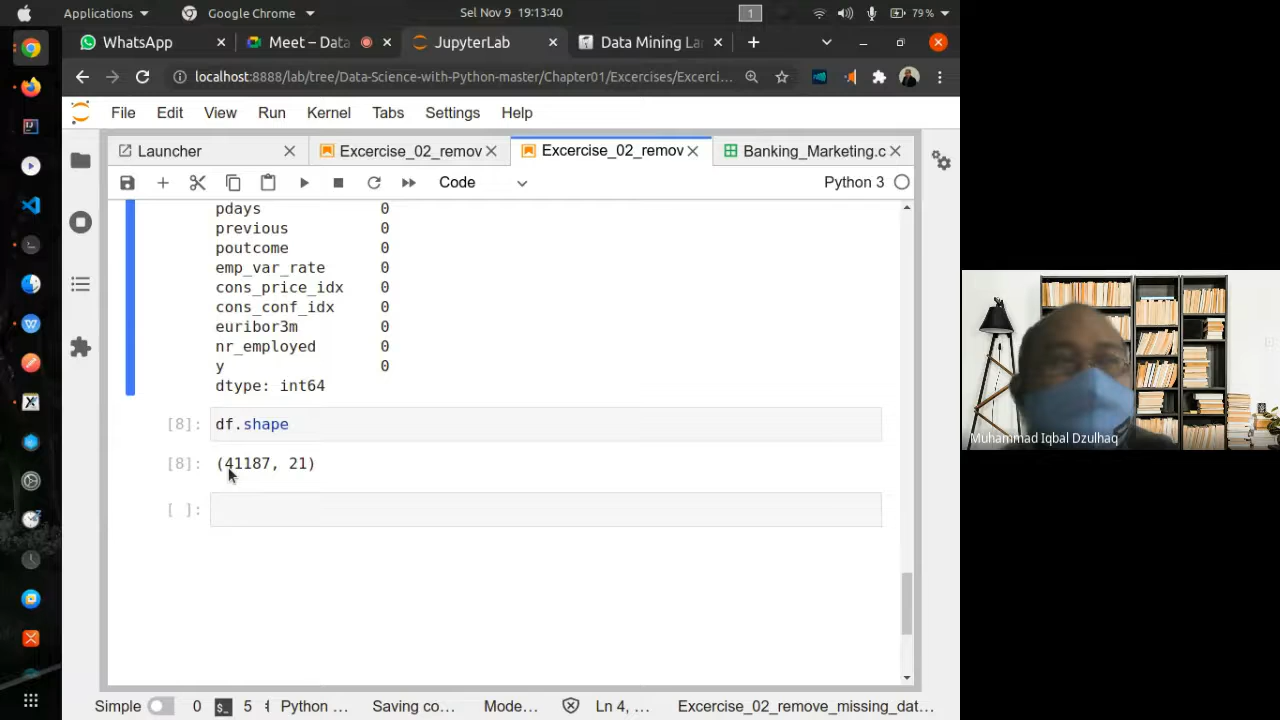 Applications
Google Chrome
Sel Nov 9 19:13:40
1
79 %
WhatsApp
Meet – Data
JupyterLab
Data Mining La
localhost:8888/lab/tree/Data-Science-with-Python-master/Chapter01/Excercises/Excerci...
File Edit View Run Kernel Tabs Settings Help
Launcher
Excercise_02_remov
Excercise_02_remov
Banking_Marketing.c
Code
Python 3
pdays 0
previous 0
poutcome 0
emp_var_rate 0
cons_price_idx 0
cons_conf_idx 0
euribor3m 0
nr_employed 0
y 0
dtype: int64
[8]: df.shape
[8]: (41187, 21)
[ ]:
Muhammad Iqbal Dzulhaq
Simple 0 5 Python ... Saving co... Mode... Ln 4, ... Excercise_02_remove_missing_dat...